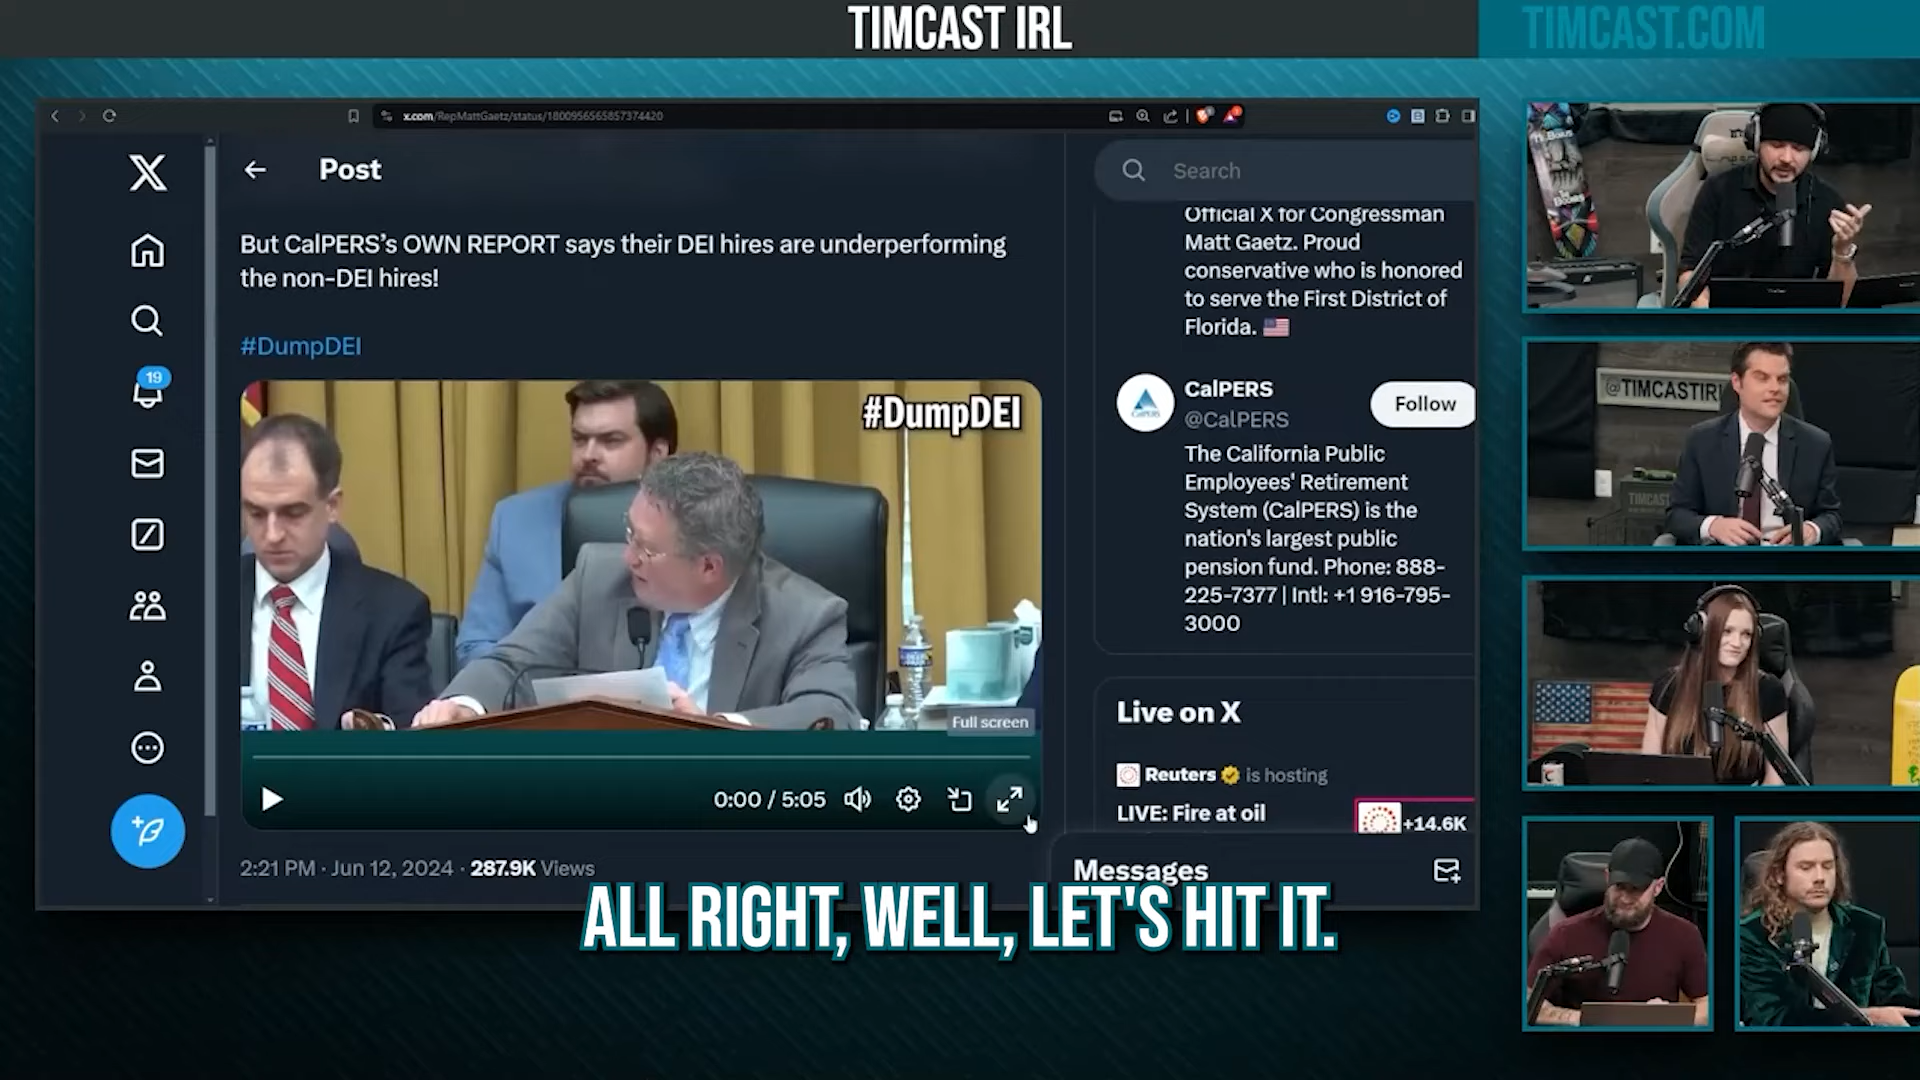 TIMCAST IRL
TIMCAST.COM
x.com/RepMattGaetz/status/1800956565857374420
Post
Search
But CalPERS's OWN REPORT says their DEI hires are underperforming
the non-DEI hires!
#DumpDEI
#DumpDEI
19
Full screen
0:00 / 5:05
2:21 PM · Jun 12, 2024 · 287.9K Views
Official X for Congressman
Matt Gaetz. Proud
conservative who is honored
to serve the First District of
Florida.
CalPERS
@CalPERS
Follow
The California Public
Employees' Retirement
System (CalPERS) is the
nation's largest public
pension fund. Phone: 888-
225-7377 | Intl: +1 916-795-
3000
Live on X
Reuters is hosting
LIVE: Fire at oil
+14.6K
Messages
@TIMCASTIRL
TIMCAST
ALL RIGHT, WELL, LET'S HIT IT.